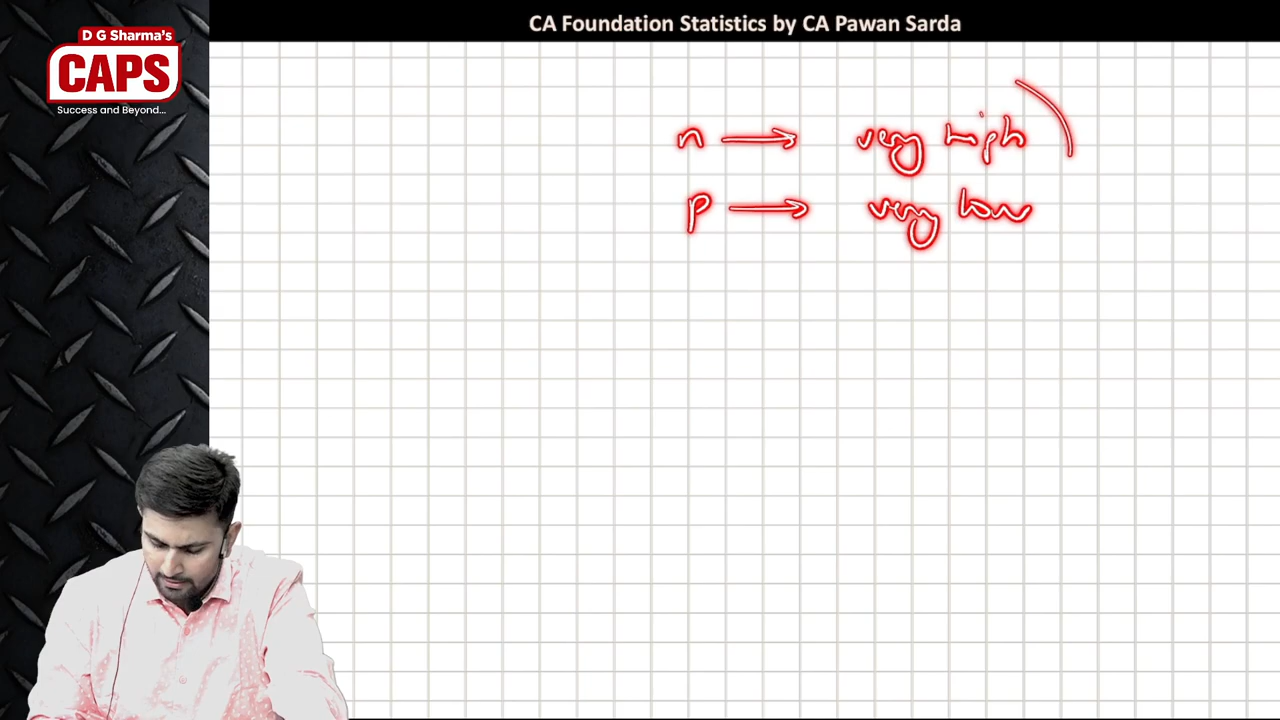 CA Foundation Statistics by CA Pawan Sarda
D G Sharma's
CAPS
Success and Beyond...
n → very high
p → very low